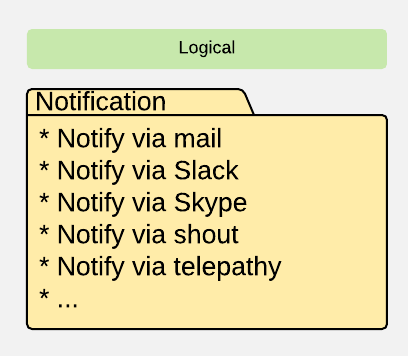 Logical
Notification
* Notify via mail
* Notify via Slack
* Notify via Skype
* Notify via shout
* Notify via telepathy
* ...